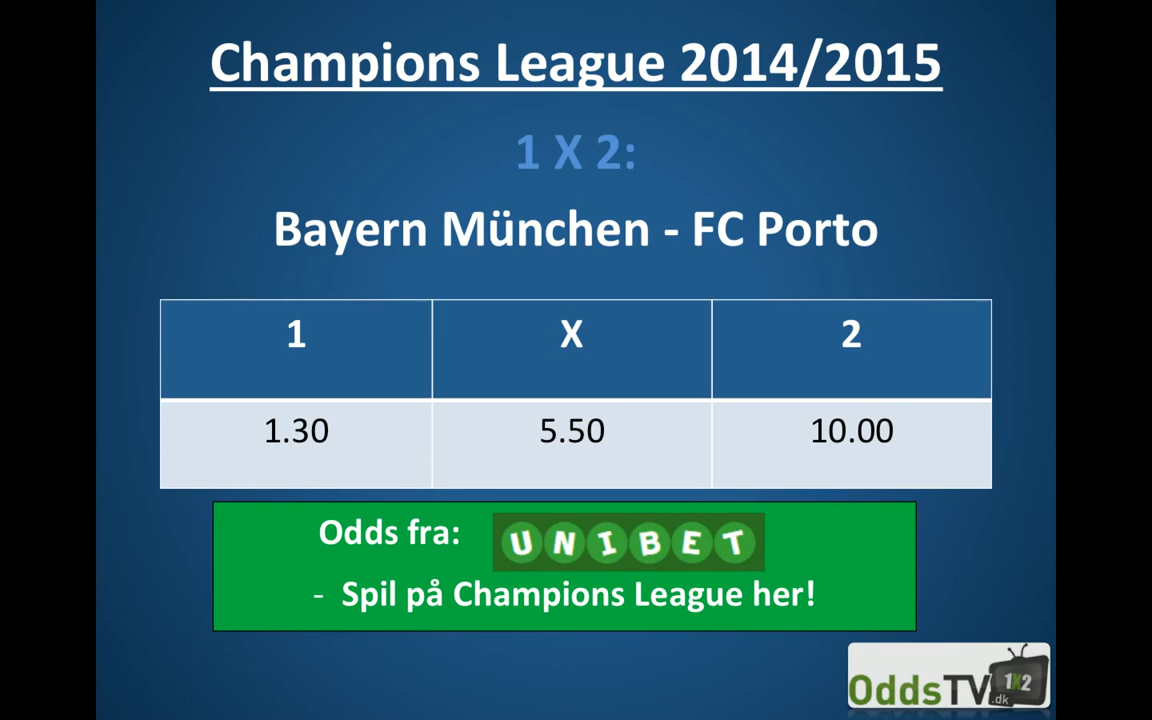 Champions League 2014/2015
1 X 2:
Bayern München - FC Porto
1 X 2
1.30 5.50 10.00
Odds fra: UNIBET
- Spil på Champions League her!
OddsTV.dk 1X2